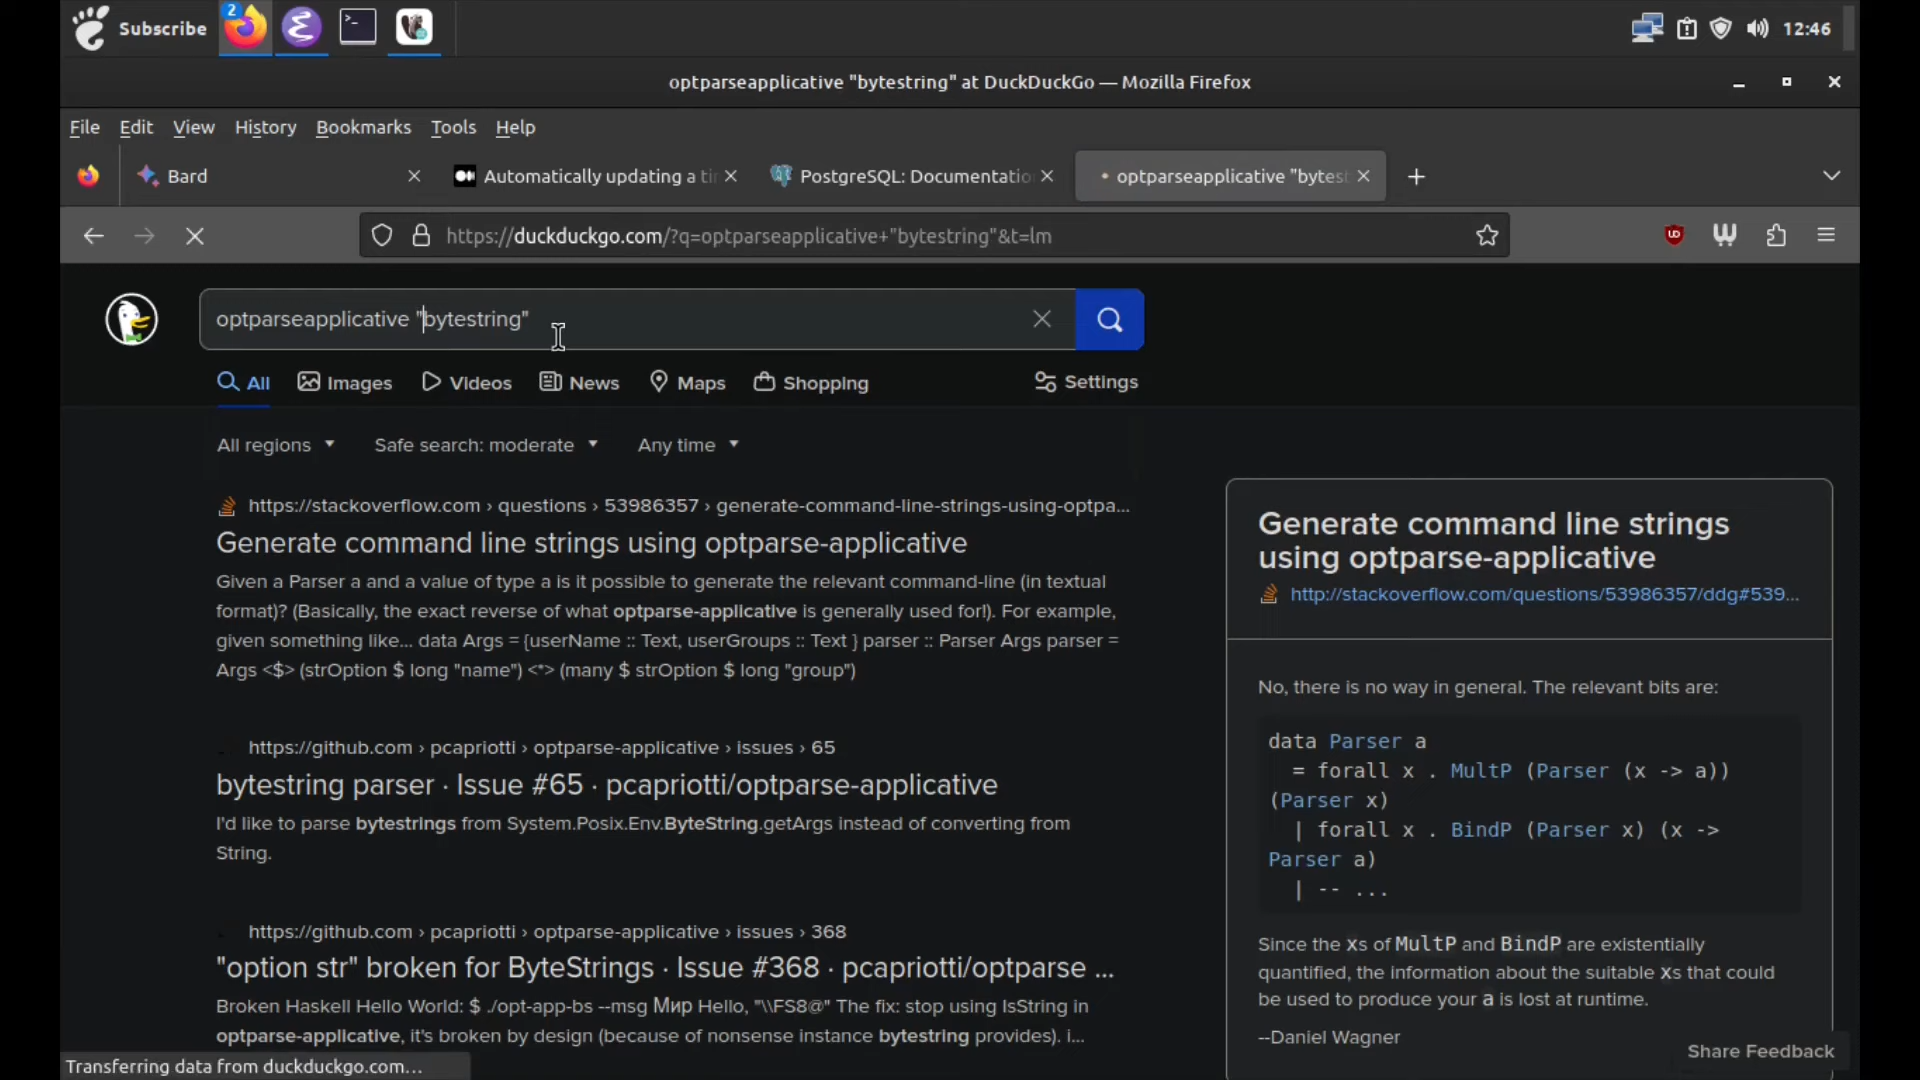 Subscribe
2
12:46
optparseapplicative "bytestring" at DuckDuckGo — Mozilla Firefox
File Edit View History Bookmarks Tools Help
Bard
Automatically updating a ti
PostgreSQL: Documentatio
optparseapplicative "bytes
https://duckduckgo.com/?q=optparseapplicative+"bytestring"&t=lm
optparseapplicative "bytestring"
All Images Videos News Maps Shopping Settings
All regions Safe search: moderate Any time
https://stackoverflow.com › questions › 53986357 › generate-command-line-strings-using-optpa...
Generate command line strings using optparse-applicative
Given a Parser a and a value of type a is it possible to generate the relevant command-line (in textual
format)? (Basically, the exact reverse of what optparse-applicative is generally used for!). For example,
given something like... data Args = {userName :: Text, userGroups :: Text } parser :: Parser Args parser =
Args <$> (strOption $ long "name") <*> (many $ strOption $ long "group")
https://github.com › pcapriotti › optparse-applicative › issues › 65
bytestring parser · Issue #65 · pcapriotti/optparse-applicative
I'd like to parse bytestrings from System.Posix.Env.ByteString.getArgs instead of converting from
String.
https://github.com › pcapriotti › optparse-applicative › issues › 368
"option str" broken for ByteStrings · Issue #368 · pcapriotti/optparse ...
Broken Haskell Hello World: $ ./opt-app-bs --msg Мир Hello, "\\FS8@" The fix: stop using IsString in
optparse-applicative, it's broken by design (because of nonsense instance bytestring provides). i...
Generate command line strings
using optparse-applicative
http://stackoverflow.com/questions/53986357/ddg#539...
No, there is no way in general. The relevant bits are:
data Parser a
= forall x . MultP (Parser (x -> a))
(Parser x)
| forall x . BindP (Parser x) (x ->
Parser a)
| -- ...
Since the xs of MultP and BindP are existentially
quantified, the information about the suitable xs that could
be used to produce your a is lost at runtime.
--Daniel Wagner
Share Feedback
Transferring data from duckduckgo.com...